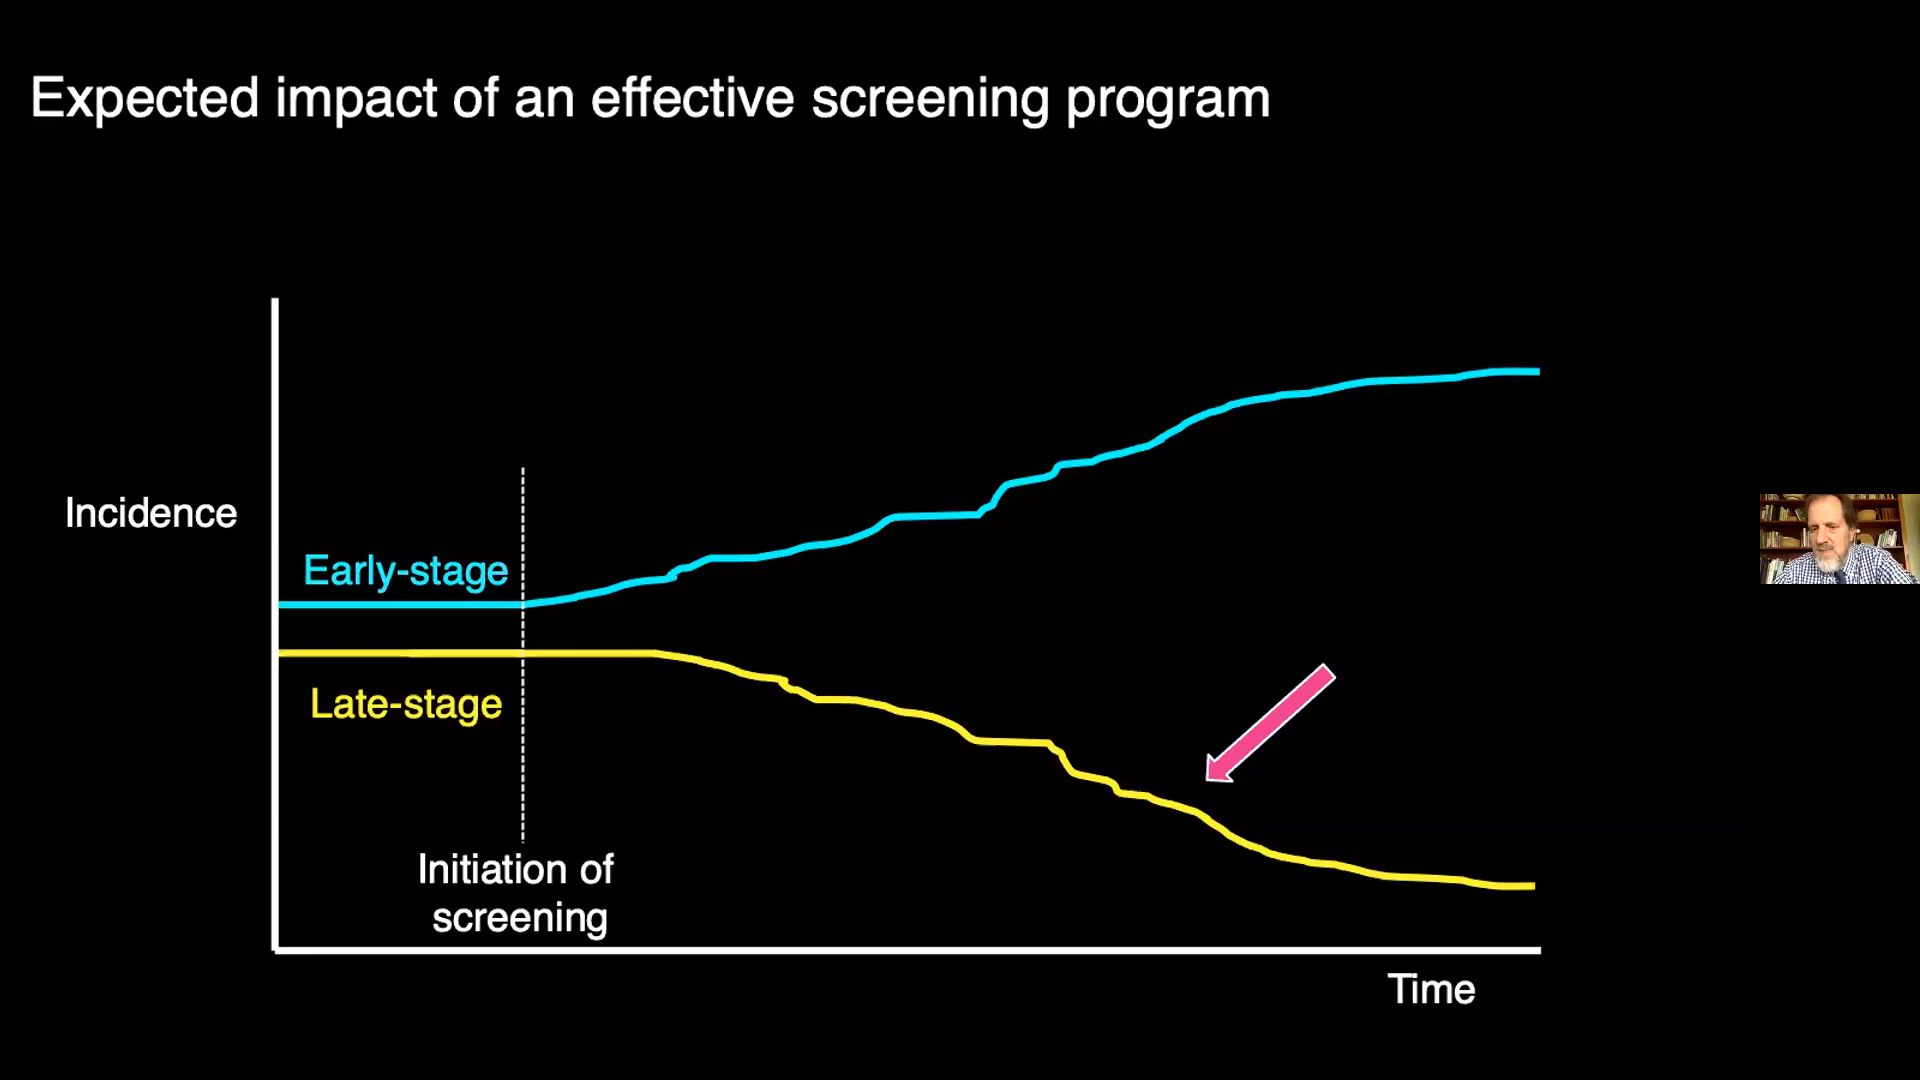 Expected impact of an effective screening program
Incidence
Early-stage
Late-stage
Initiation of
screening
Time